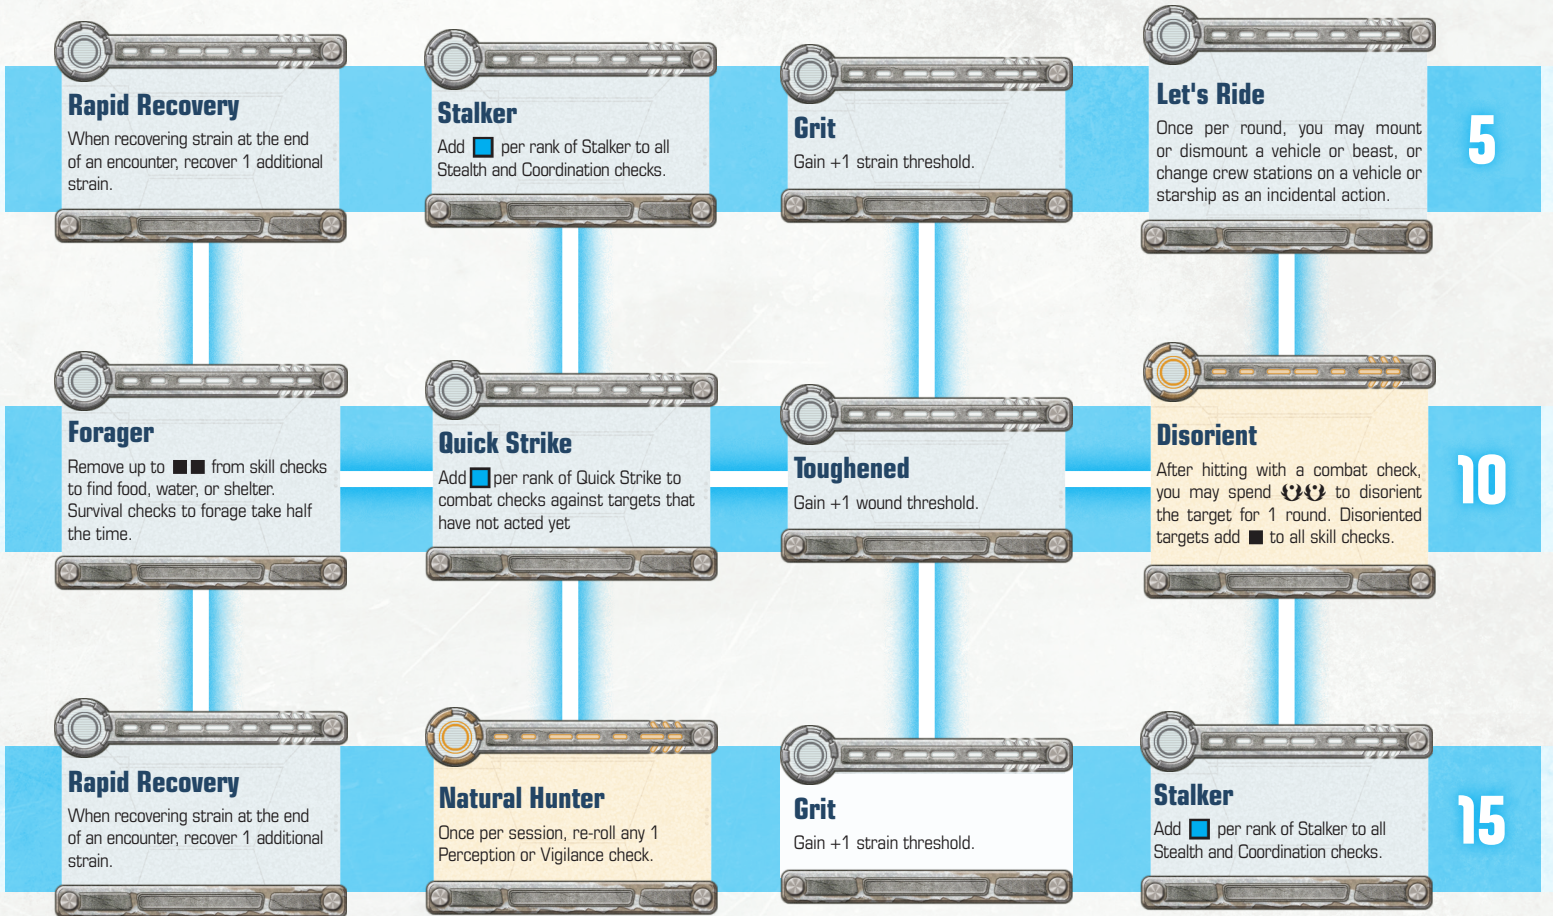 Rapid Recovery
When recovering strain at the end
of an encounter, recover 1 additional
strain.
Stalker
Add per rank of Stalker to all
Stealth and Coordination checks.
Grit
Gain +1 strain threshold.
Let's Ride
Once per round, you may mount
or dismount a vehicle or beast, or
change crew stations on a vehicle or
starship as an incidental action.
5
Forager
Remove up to from skill checks
to find food, water, or shelter.
Survival checks to forage take half
the time.
Quick Strike
Add per rank of Quick Strike to
combat checks against targets that
have not acted yet
Toughened
Gain +1 wound threshold.
Disorient
After hitting with a combat check,
you may spend to disorient
the target for 1 round. Disoriented
targets add to all skill checks.
10
Rapid Recovery
When recovering strain at the end
of an encounter, recover 1 additional
strain.
Natural Hunter
Once per session, re-roll any 1
Perception or Vigilance check.
Grit
Gain +1 strain threshold.
Stalker
Add per rank of Stalker to all
Stealth and Coordination checks.
15